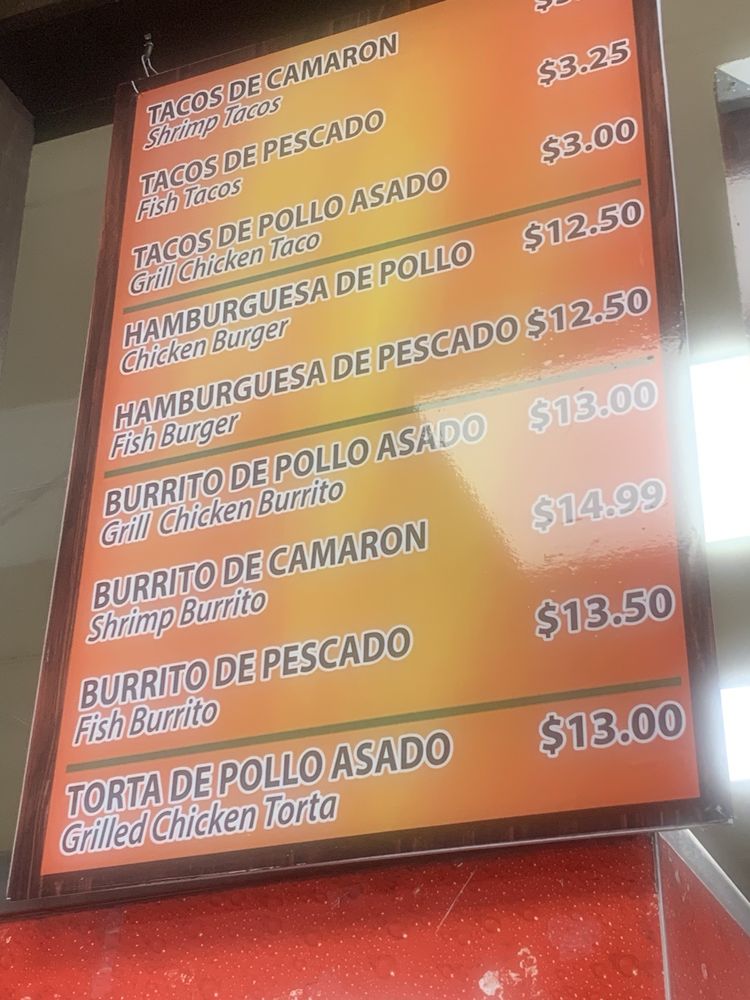 TACOS DE CAMARON
Shrimp Tacos
TACOS DE PESCADO $3.25
Fish Tacos
TACOS DE POLLO ASADO $3.00
Grill Chicken Taco
HAMBURGUESA DE POLLO $12.50
Chicken Burger
HAMBURGUESA DE PESCADO $12.50
Fish Burger
BURRITO DE POLLO ASADO $13.00
Grill Chicken Burrito
BURRITO DE CAMARON $14.99
Shrimp Burrito
BURRITO DE PESCADO $13.50
Fish Burrito
TORTA DE POLLO ASADO $13.00
Grilled Chicken Torta